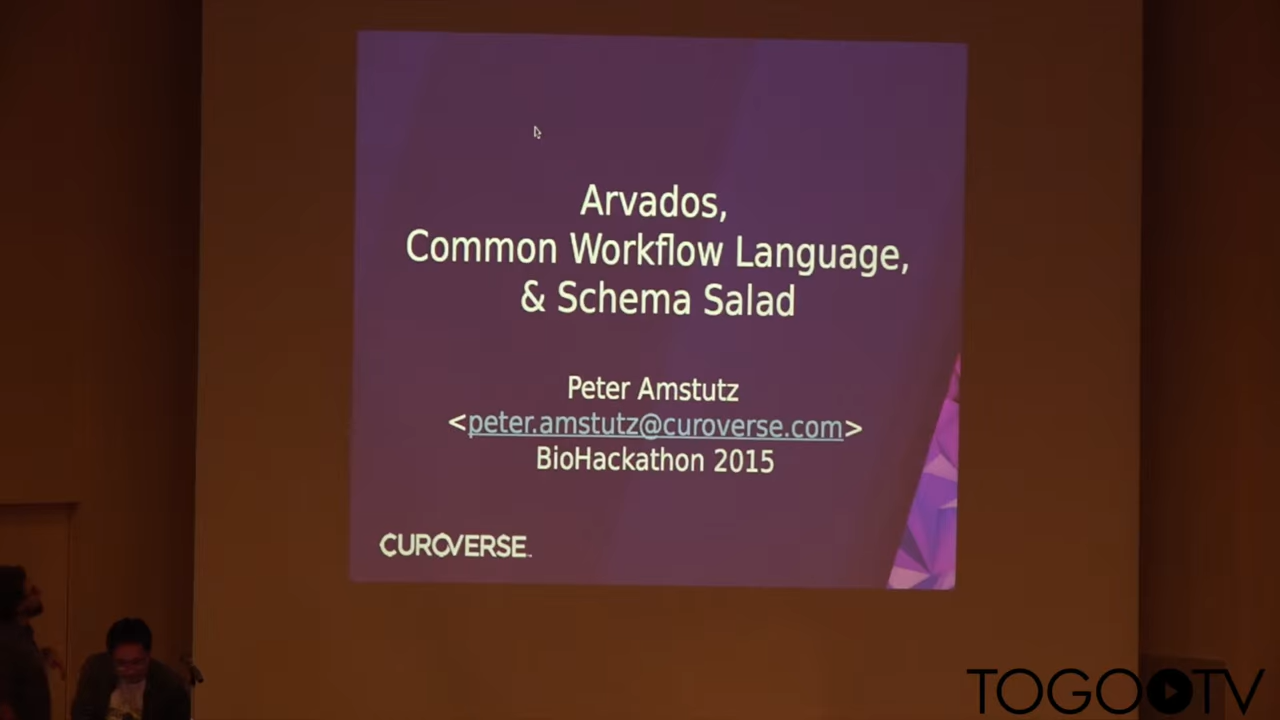 Arvados,
Common Workflow Language,
& Schema Salad
Peter Amstutz
<peter.amstutz@curoverse.com>
BioHackathon 2015
CUROVERSE
TOGOTV